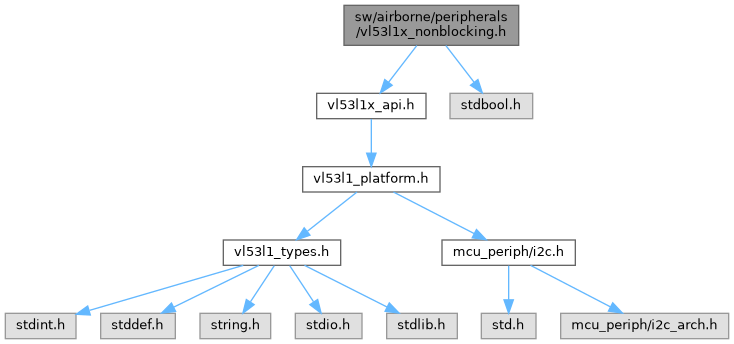 sw/airborne/peripherals
/vl53l1x_nonblocking.h
vl53l1x_api.h
stdbool.h
vl53l1_platform.h
vl53l1_types.h
mcu_periph/i2c.h
stdint.h
stddef.h
string.h
stdio.h
stdlib.h
std.h
mcu_periph/i2c_arch.h